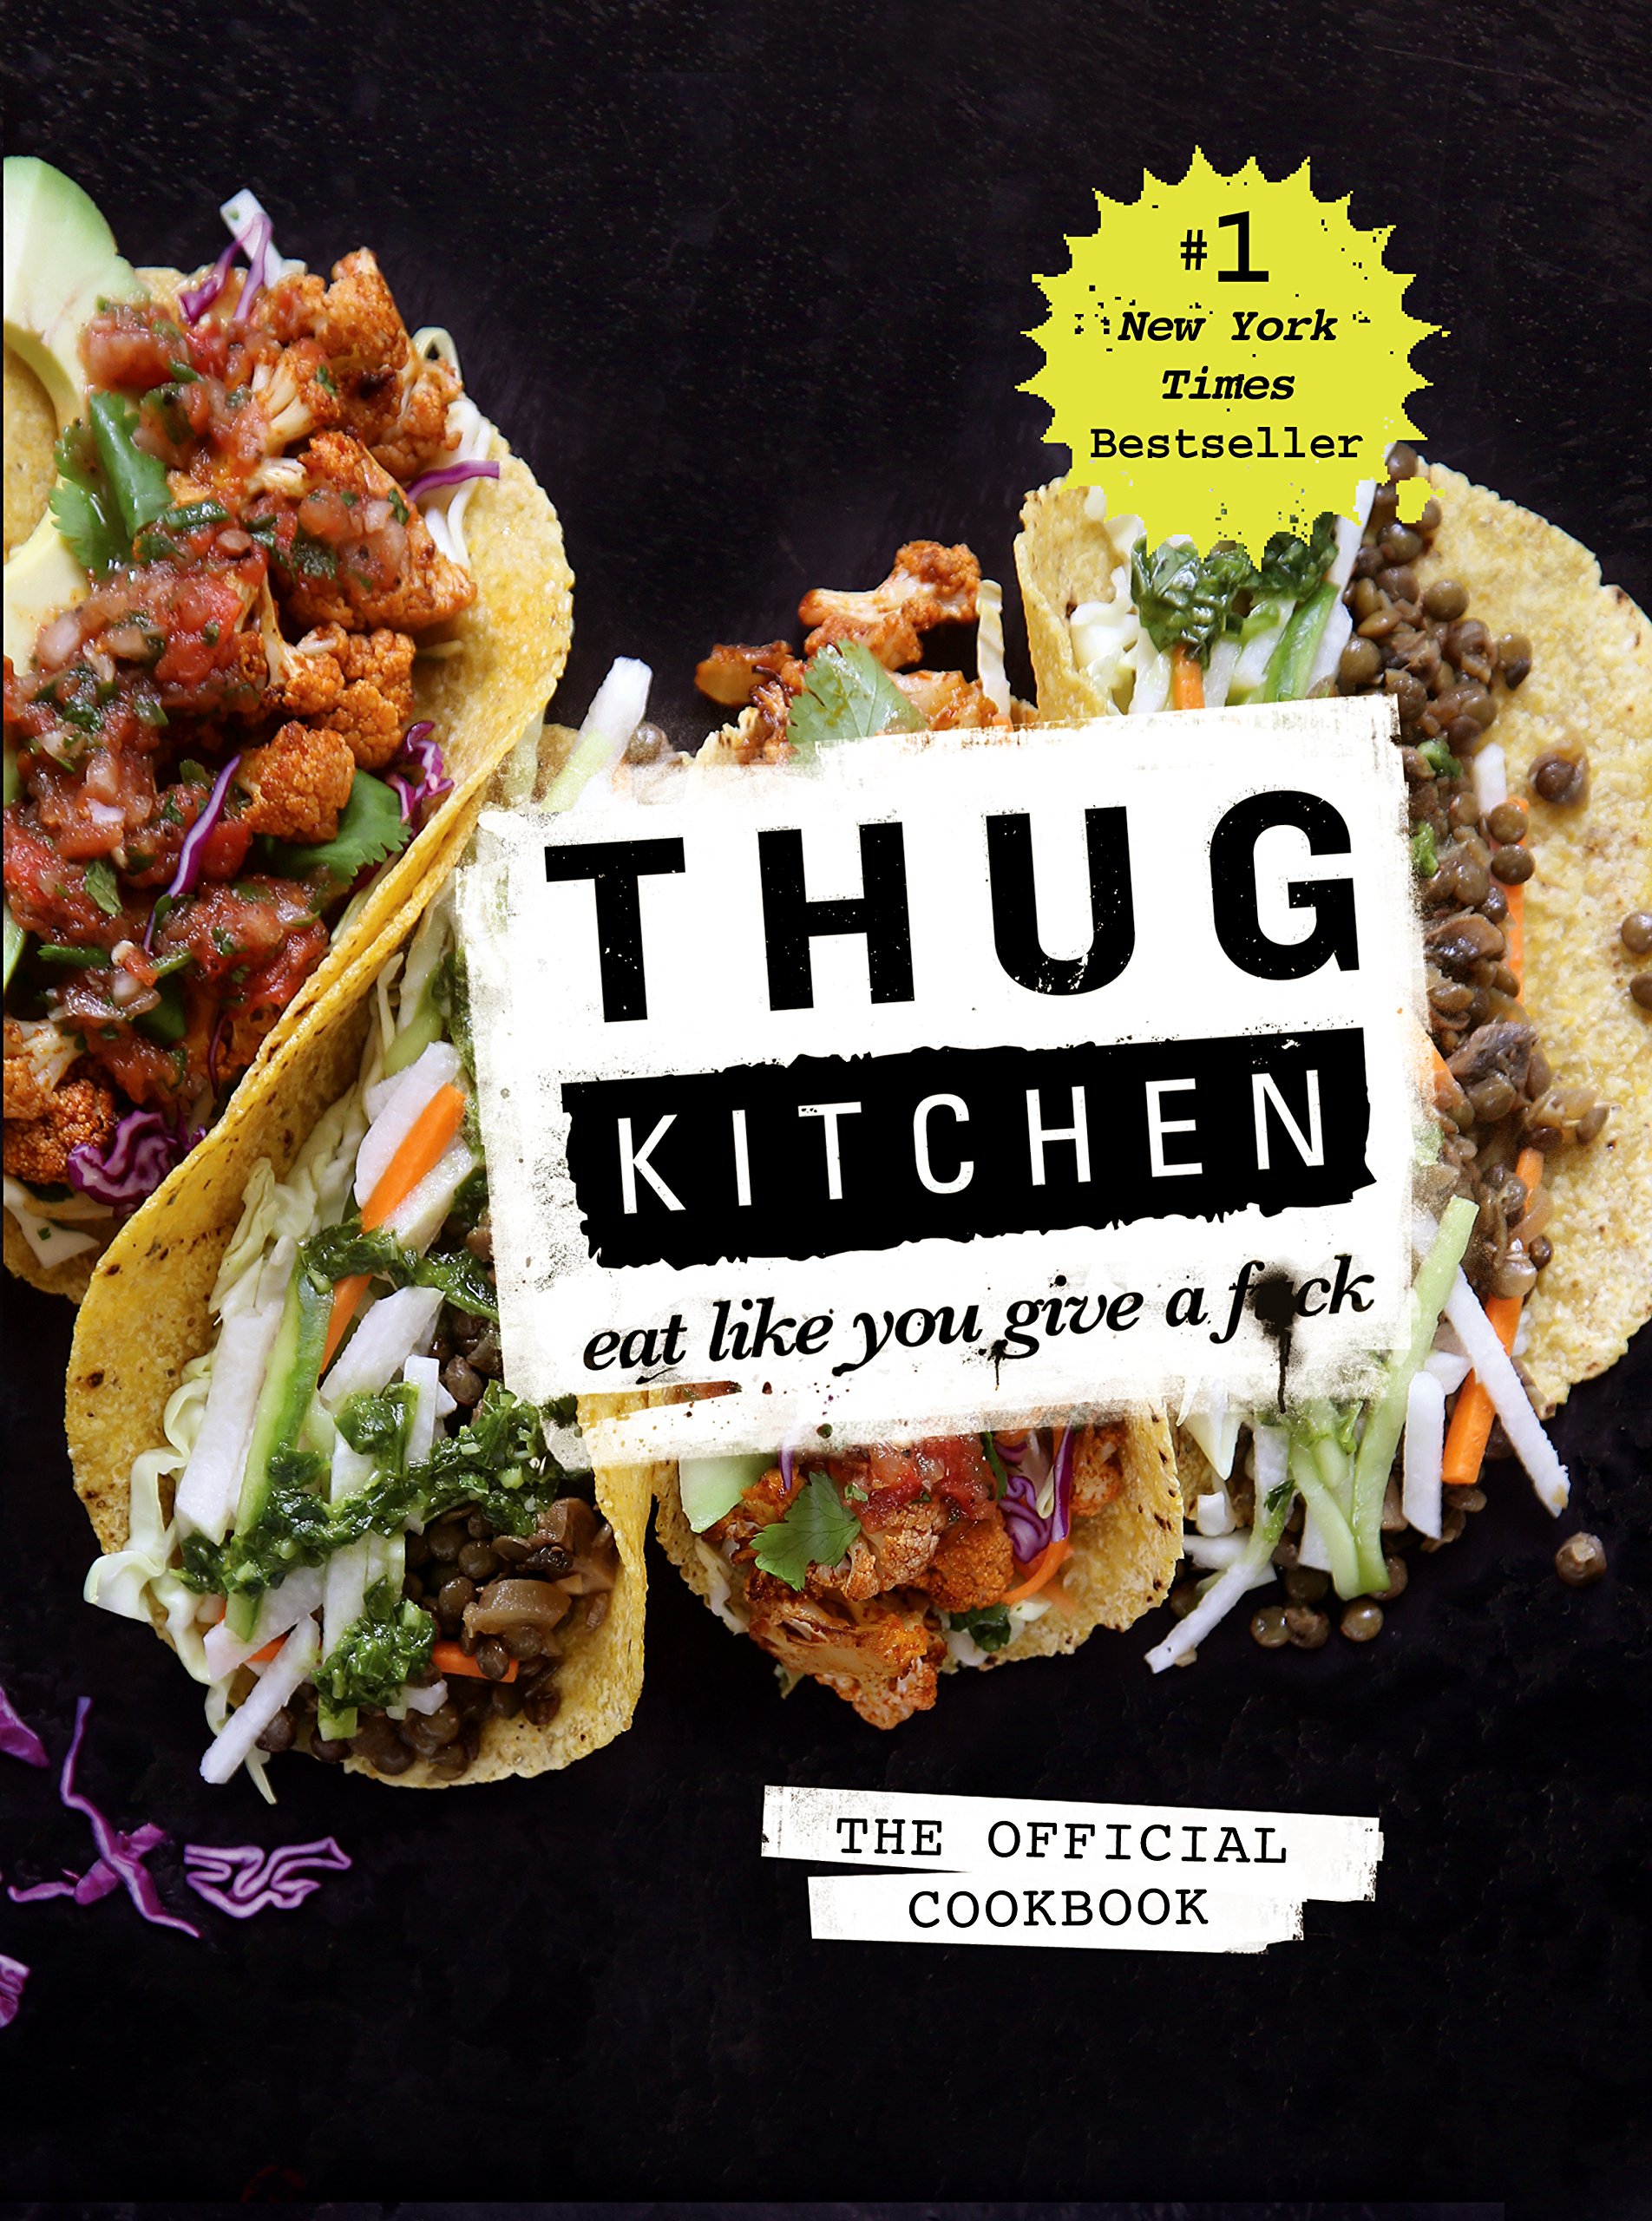 #1
New York
Times
Bestseller
THUG
KITCHEN
eat like you give a f ck
THE OFFICIAL
COOKBOOK